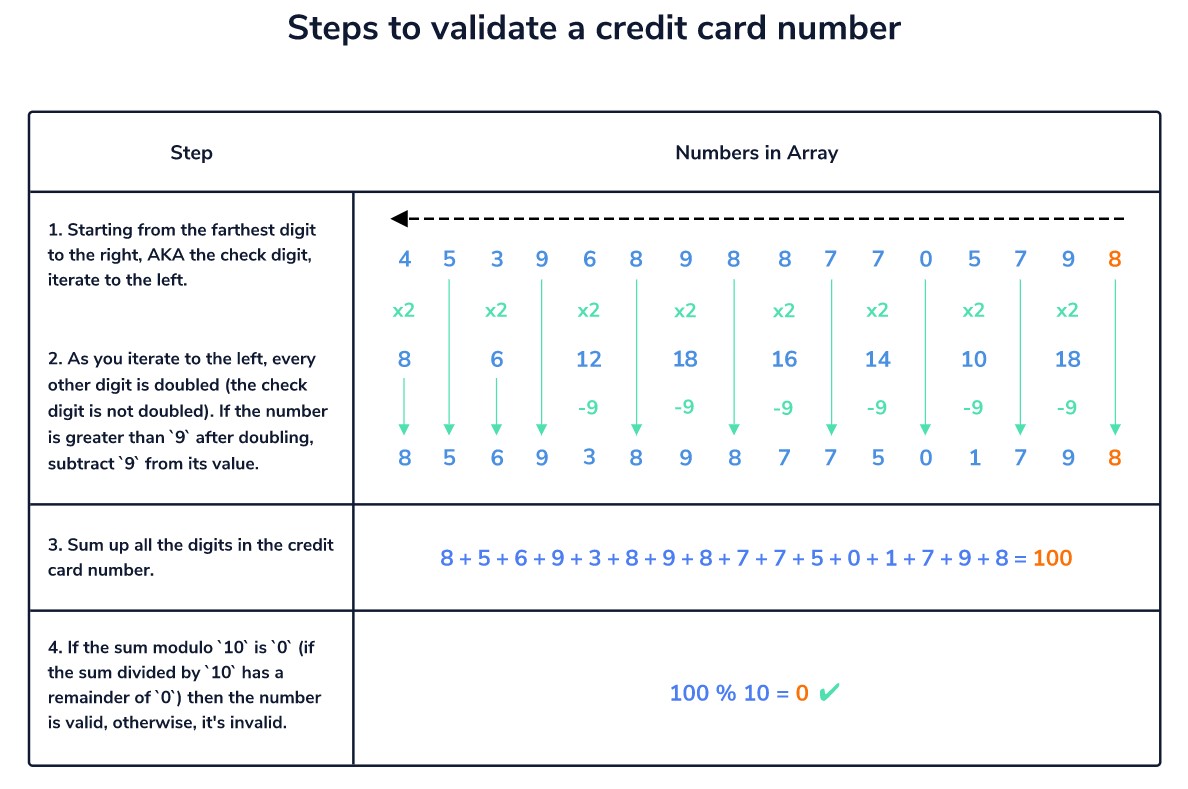 Steps to validate a credit card number
Step
Numbers in Array
1. Starting from the farthest digit
to the right, AKA the check digit,
iterate to the left.
4 5 3 9 6 8 9 8 8 7 7 0 5 7 9 8
x2 x2 x2 x2 x2 x2 x2 x2
2. As you iterate to the left, every
other digit is doubled (the check
digit is not doubled). If the number
is greater than `9` after doubling,
subtract `9` from its value.
8 6 12 18 16 14 10 18
-9 -9 -9 -9 -9 -9
8 5 6 9 3 8 9 8 7 7 5 0 1 7 9 8
3. Sum up all the digits in the credit
card number.
8 + 5 + 6 + 9 + 3 + 8 + 9 + 8 + 7 + 7 + 5 + 0 + 1 + 7 + 9 + 8 = 100
4. If the sum modulo `10` is `0` (if
the sum divided by `10` has a
remainder of `0`) then the number
is valid, otherwise, it's invalid.
100 % 10 = 0 ✔